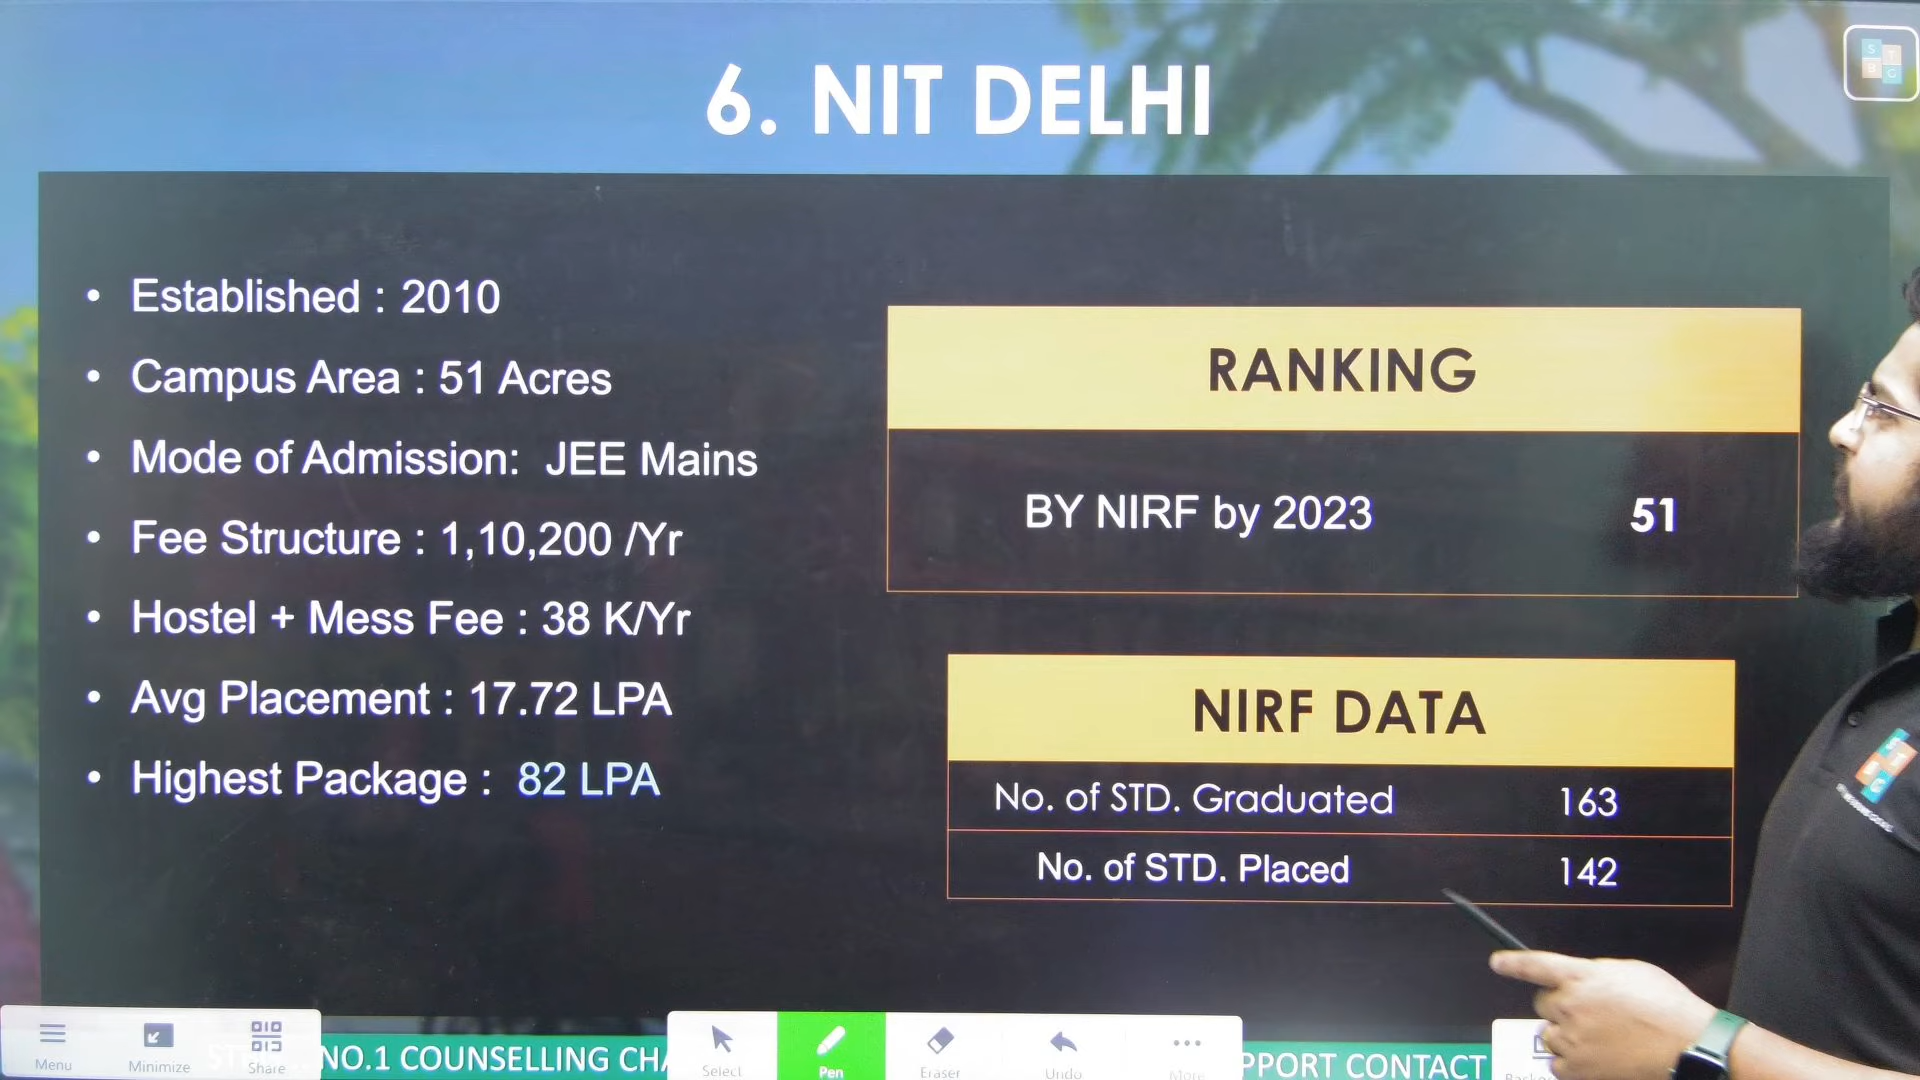 6. NIT DELHI
• Established : 2010
• Campus Area : 51 Acres
• Mode of Admission: JEE Mains
• Fee Structure : 1,10,200 /Yr
• Hostel + Mess Fee : 38 K/Yr
• Avg Placement : 17.72 LPA
• Highest Package : 82 LPA
RANKING
BY NIRF by 2023 51
NIRF DATA
No. of STD. Graduated 163
No. of STD. Placed 142
S T
B G
Menu
Minimize
Share
NO.1 COUNSELLING
Select
Pen
Eraser
Undo
More
CONTACT